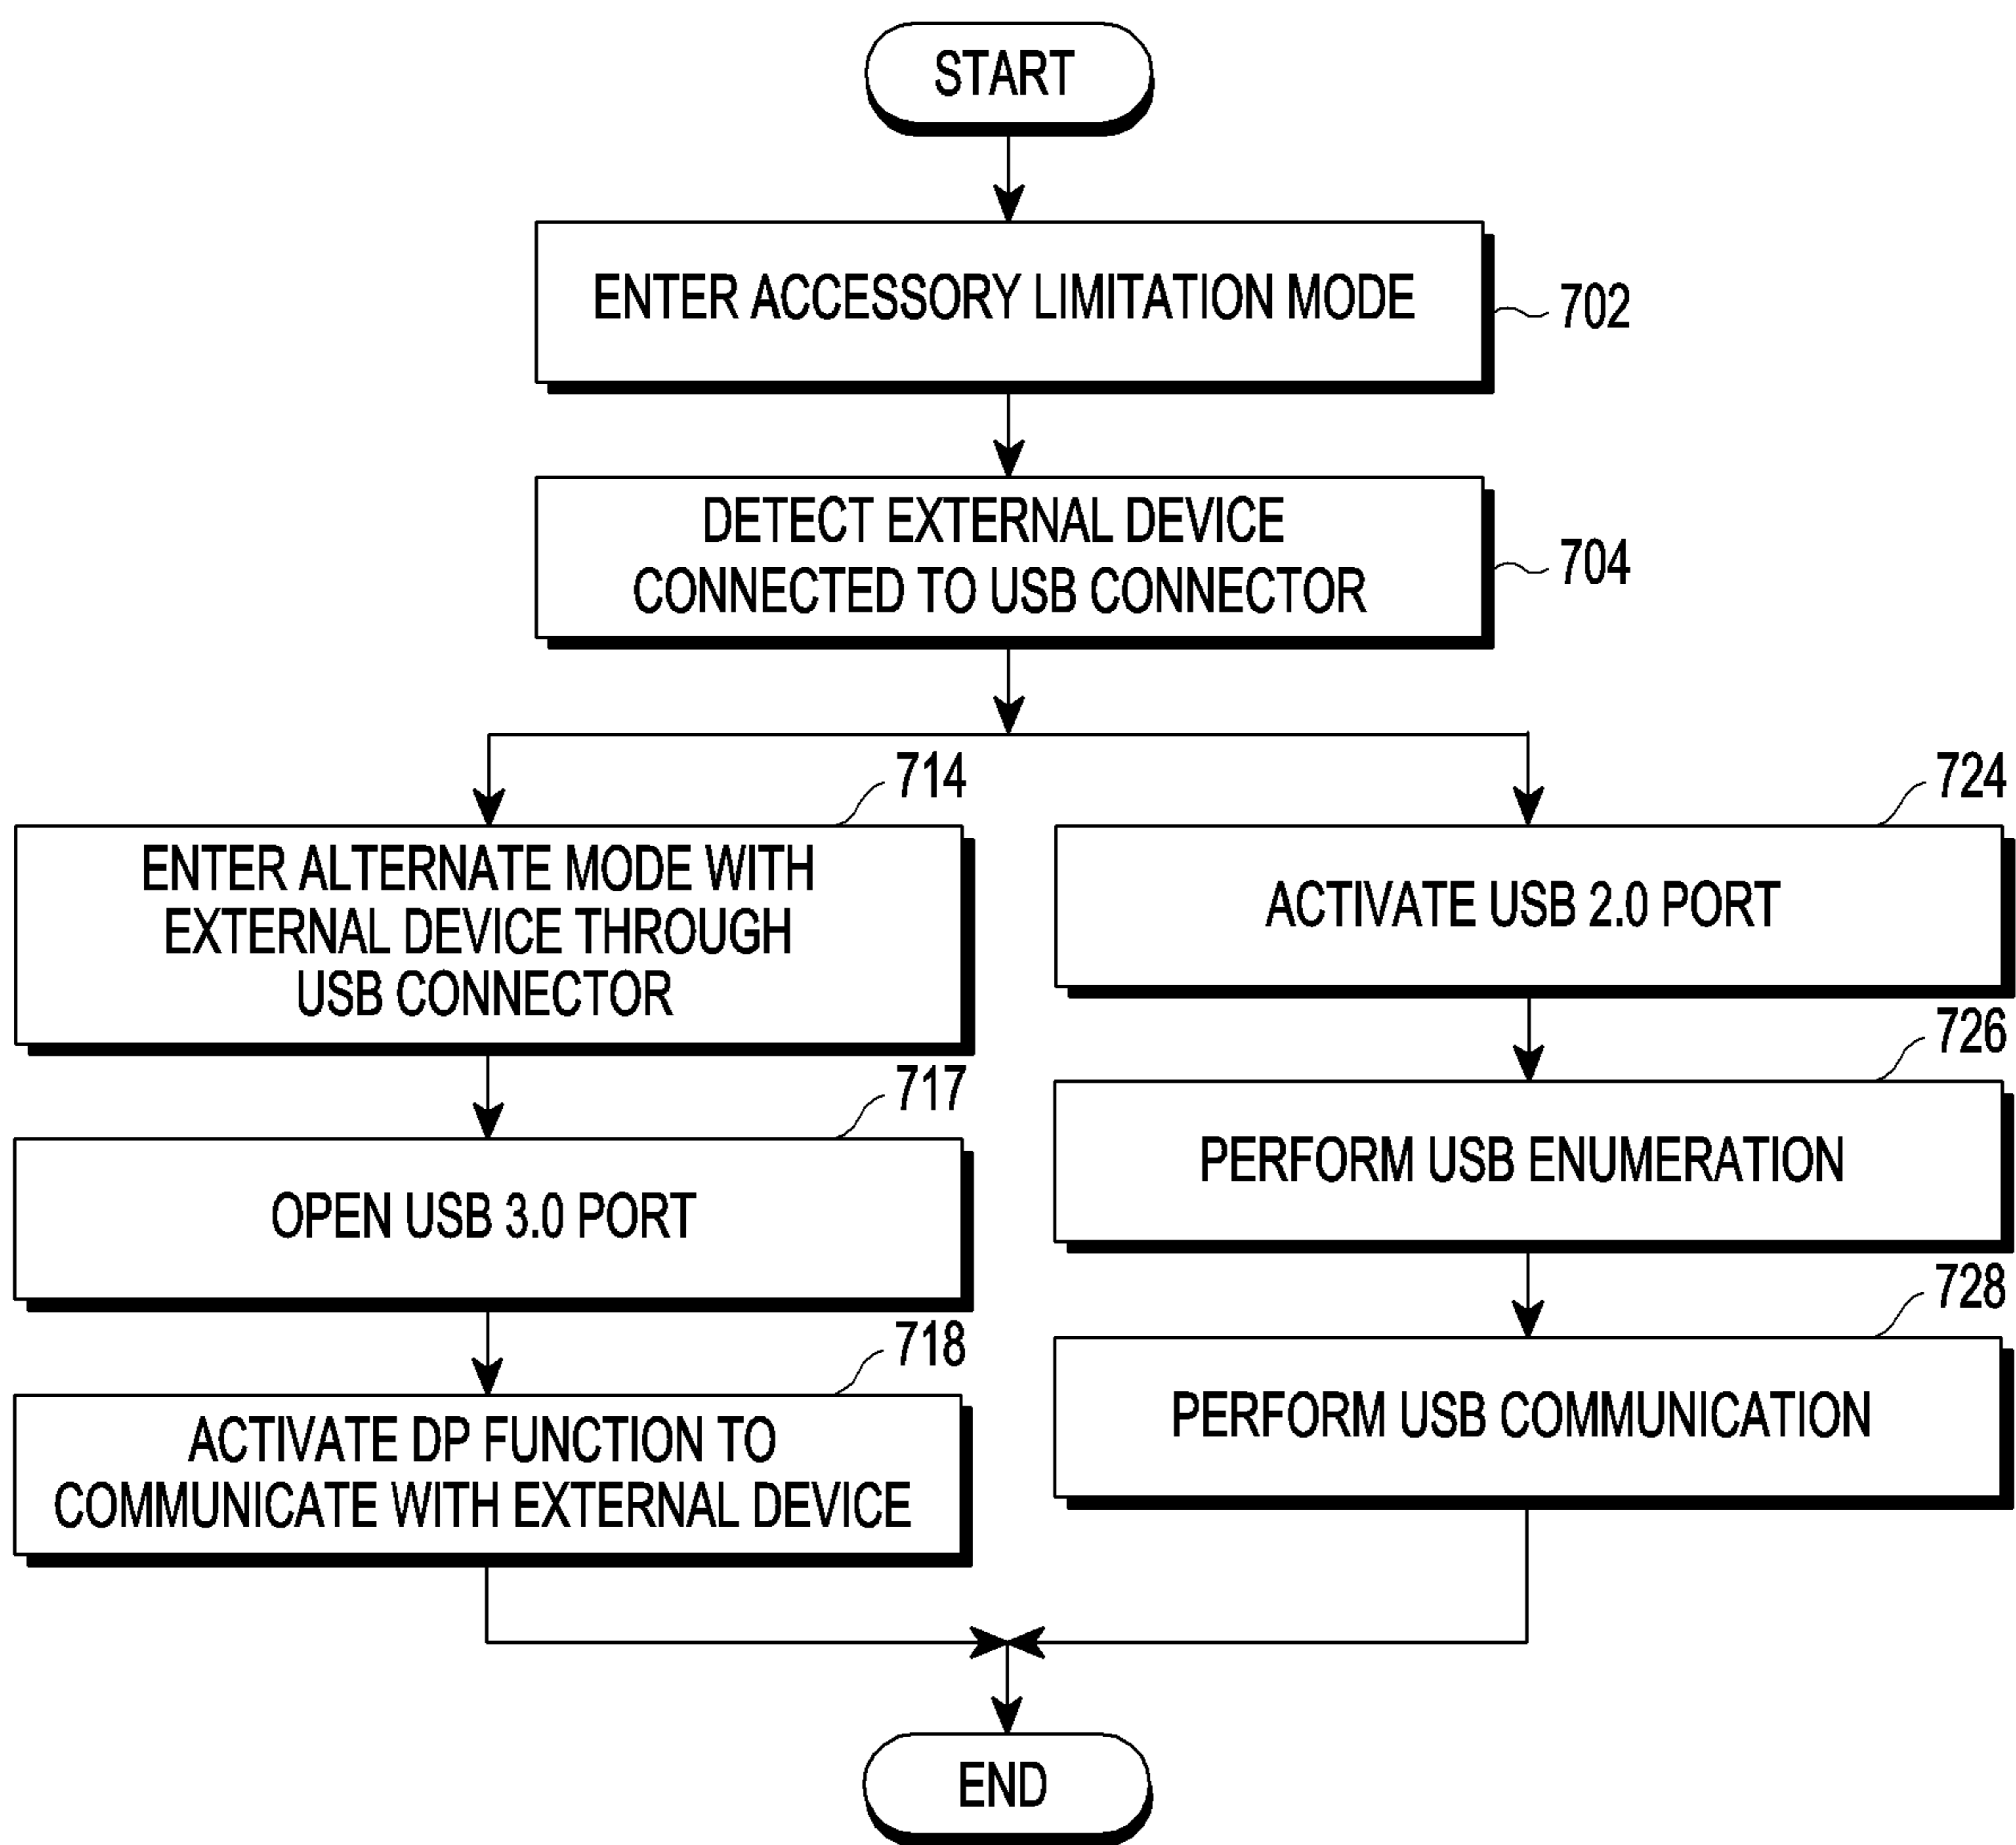 START
ENTER ACCESSORY LIMITATION MODE
702
DETECT EXTERNAL DEVICE
CONNECTED TO USB CONNECTOR
704
714
ENTER ALTERNATE MODE WITH
EXTERNAL DEVICE THROUGH
USB CONNECTOR
717
OPEN USB 3.0 PORT
718
ACTIVATE DP FUNCTION TO
COMMUNICATE WITH EXTERNAL DEVICE
724
ACTIVATE USB 2.0 PORT
726
PERFORM USB ENUMERATION
728
PERFORM USB COMMUNICATION
END